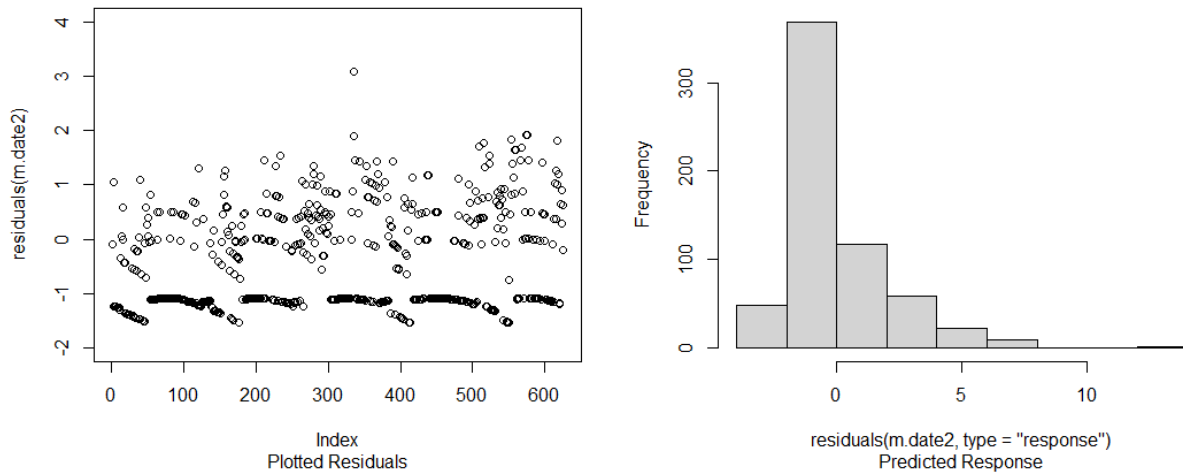 4
3
2
1
0
-1
-2
residuals(m.date2)
0 100 200 300 400 500 600
Index
Plotted Residuals
300
200
100
0
Frequency
0 5 10
residuals(m.date2, type = "response")
Predicted Response